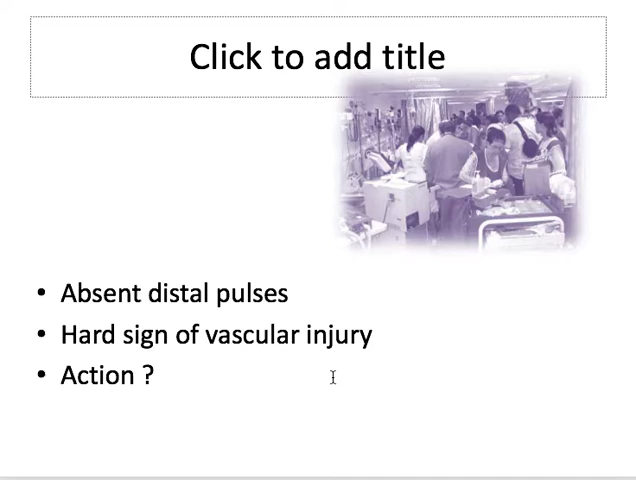 Click to add title
• Absent distal pulses
• Hard sign of vascular injury
• Action ?